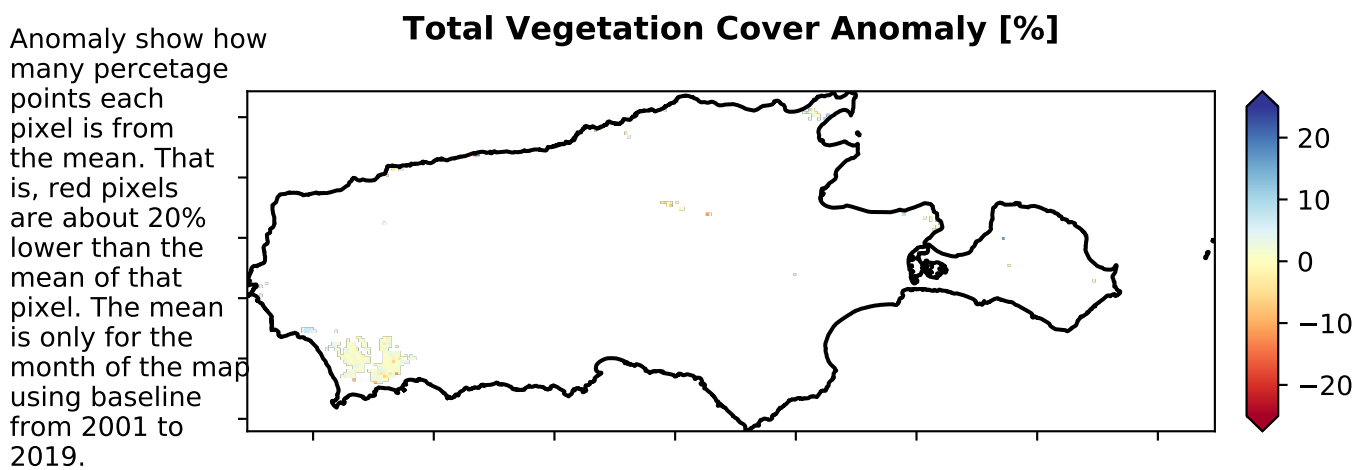 Total Vegetation Cover Anomaly [%]
Anomaly show how
many percetage
points each
pixel is from
the mean. That
is, red pixels
are about 20%
lower than the
mean of that
pixel. The mean
is only for the
month of the map
using baseline
from 2001 to
2019.
20
10
0
−10
−20